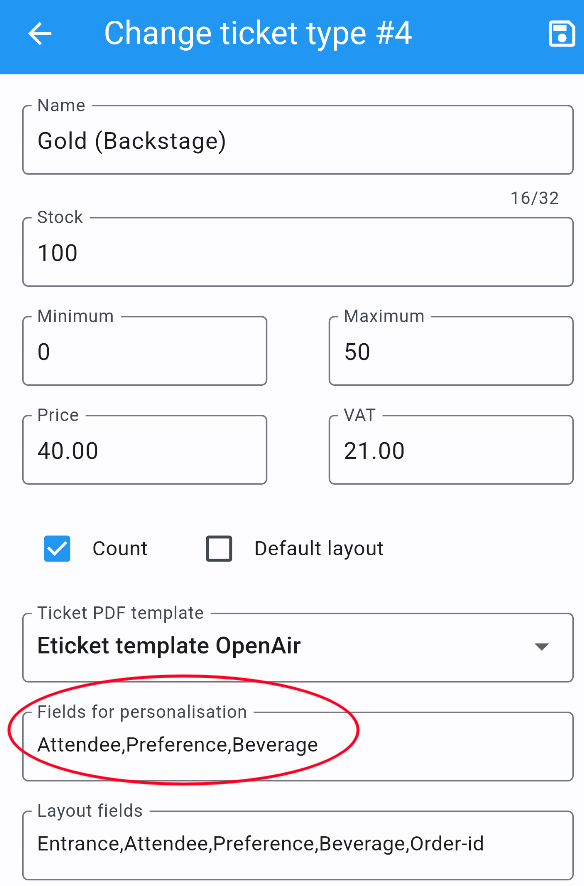 Change ticket type #4
Name
Gold (Backstage)
16/32
Stock
100
Minimum
0
Maximum
50
Price
40.00
VAT
21.00
Count
Default layout
Ticket PDF template
Eticket template OpenAir
Fields for personalisation
Attendee,Preference,Beverage
Layout fields
Entrance,Attendee,Preference,Beverage,Order-id